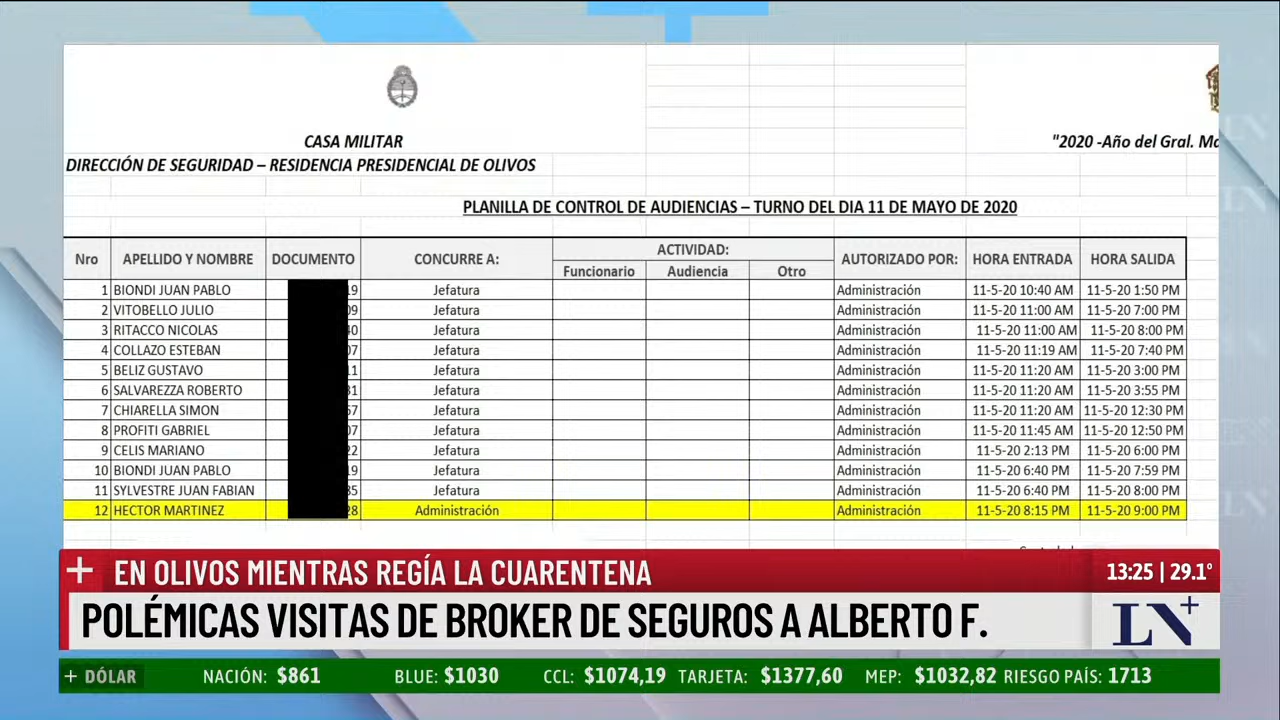 CASA MILITAR
"2020 -Año del Gral.
DIRECCIÓN DE SEGURIDAD – RESIDENCIA PRESIDENCIAL DE OLIVOS
PLANILLA DE CONTROL DE AUDIENCIAS – TURNO DEL DIA 11 DE MAYO DE 2020
Nro APELLIDO Y NOMBRE DOCUMENTO CONCURRE A: ACTIVIDAD: AUTORIZADO POR: HORA ENTRADA HORA SALIDA
Funcionario Audiencia Otro
1 BIONDI JUAN PABLO 19 Jefatura Administración 11-5-20 10:40 AM 11-5-20 1:50 PM
2 VITOBELLO JULIO 09 Jefatura Administración 11-5-20 11:00 AM 11-5-20 7:00 PM
3 RITACCO NICOLAS 40 Jefatura Administración 11-5-20 11:00 AM 11-5-20 8:00 PM
4 COLLAZO ESTEBAN 07 Jefatura Administración 11-5-20 11:19 AM 11-5-20 7:40 PM
5 BELIZ GUSTAVO 11 Jefatura Administración 11-5-20 11:20 AM 11-5-20 3:00 PM
6 SALVAREZZA ROBERTO 31 Jefatura Administración 11-5-20 11:20 AM 11-5-20 3:55 PM
7 CHIARELLA SIMON 67 Jefatura Administración 11-5-20 11:20 AM 11-5-20 12:30 PM
8 PROFITI GABRIEL 07 Jefatura Administración 11-5-20 11:45 AM 11-5-20 12:50 PM
9 CELIS MARIANO 22 Jefatura Administración 11-5-20 2:13 PM 11-5-20 6:00 PM
10 BIONDI JUAN PABLO 19 Jefatura Administración 11-5-20 6:40 PM 11-5-20 7:59 PM
11 SYLVESTRE JUAN FABIAN 35 Jefatura Administración 11-5-20 6:40 PM 11-5-20 8:00 PM
12 HECTOR MARTINEZ 28 Administración Administración 11-5-20 8:15 PM 11-5-20 9:00 PM
+ EN OLIVOS MIENTRAS REGÍA LA CUARENTENA 13:25 | 29.1°
POLÉMICAS VISITAS DE BROKER DE SEGUROS A ALBERTO F. LN+
+ DÓLAR NACIÓN: $861 BLUE: $1030 CCL: $1074,19 TARJETA: $1377,60 MEP: $1032,82 RIESGO PAÍS: 1713